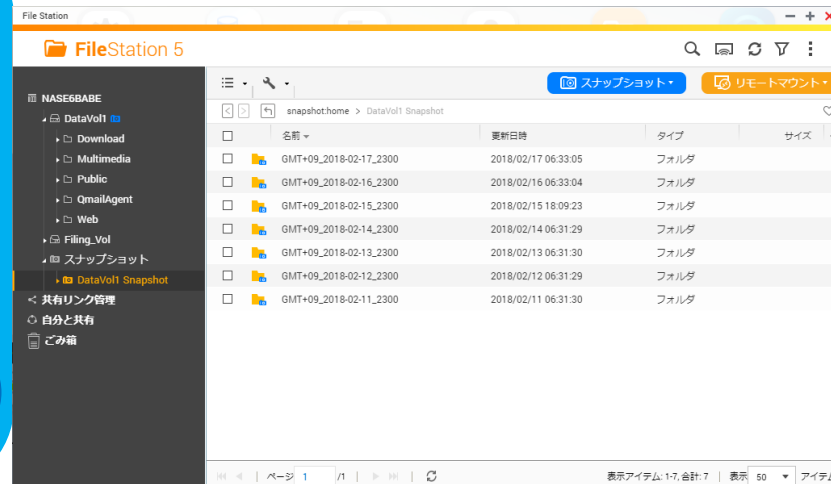 File Station
FileStation 5
スナップショット
リモートマウント
NASE6BABE
DataVol1
Download
Multimedia
Public
QmailAgent
Web
Filing_Vol
スナップショット
DataVol1 Snapshot
共有リンク管理
自分と共有
ごみ箱
snapshot:home > DataVol1 Snapshot
名前 更新日時 タイプ サイズ
GMT+09_2018-02-17_2300 2018/02/17 06:33:05 フォルダ
GMT+09_2018-02-16_2300 2018/02/16 06:33:04 フォルダ
GMT+09_2018-02-15_2300 2018/02/15 18:09:23 フォルダ
GMT+09_2018-02-14_2300 2018/02/14 06:31:29 フォルダ
GMT+09_2018-02-13_2300 2018/02/13 06:31:30 フォルダ
GMT+09_2018-02-12_2300 2018/02/12 06:31:29 フォルダ
GMT+09_2018-02-11_2300 2018/02/11 06:31:30 フォルダ
ページ 1 /1 表示アイテム: 1-7, 合計: 7 | 表示 50 アイテム